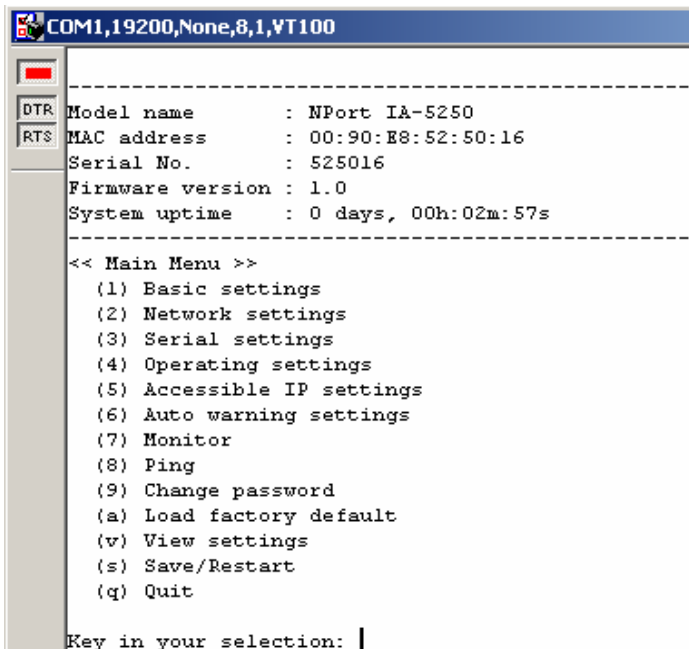 COM1,19200,None,8,1,VT100
DTR
RTS
-------------------------------------------------
Model name : NPort IA-5250
MAC address : 00:90:E8:52:50:16
Serial No. : 525016
Firmware version : 1.0
System uptime : 0 days, 00h:02m:57s
-------------------------------------------------
<< Main Menu >>
(1) Basic settings
(2) Network settings
(3) Serial settings
(4) Operating settings
(5) Accessible IP settings
(6) Auto warning settings
(7) Monitor
(8) Ping
(9) Change password
(a) Load factory default
(v) View settings
(s) Save/Restart
(q) Quit
Key in your selection: